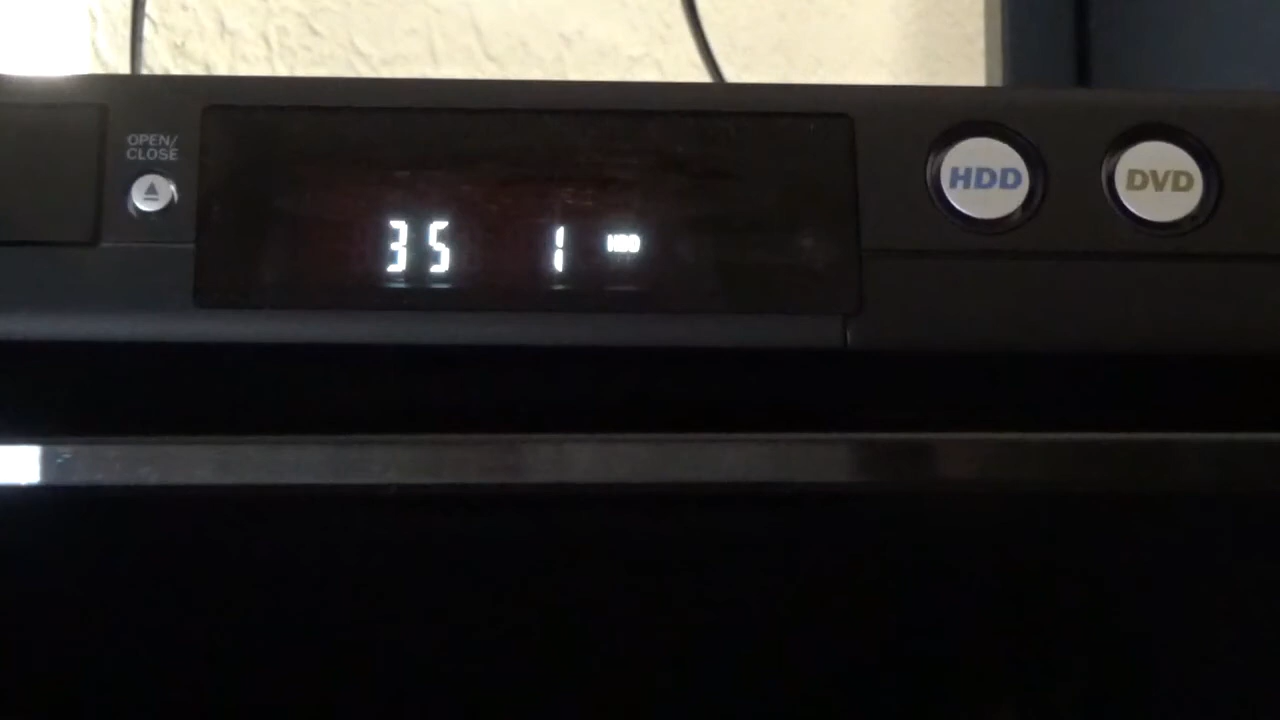 OPEN/
CLOSE
35 1 HDD
HDD
DVD